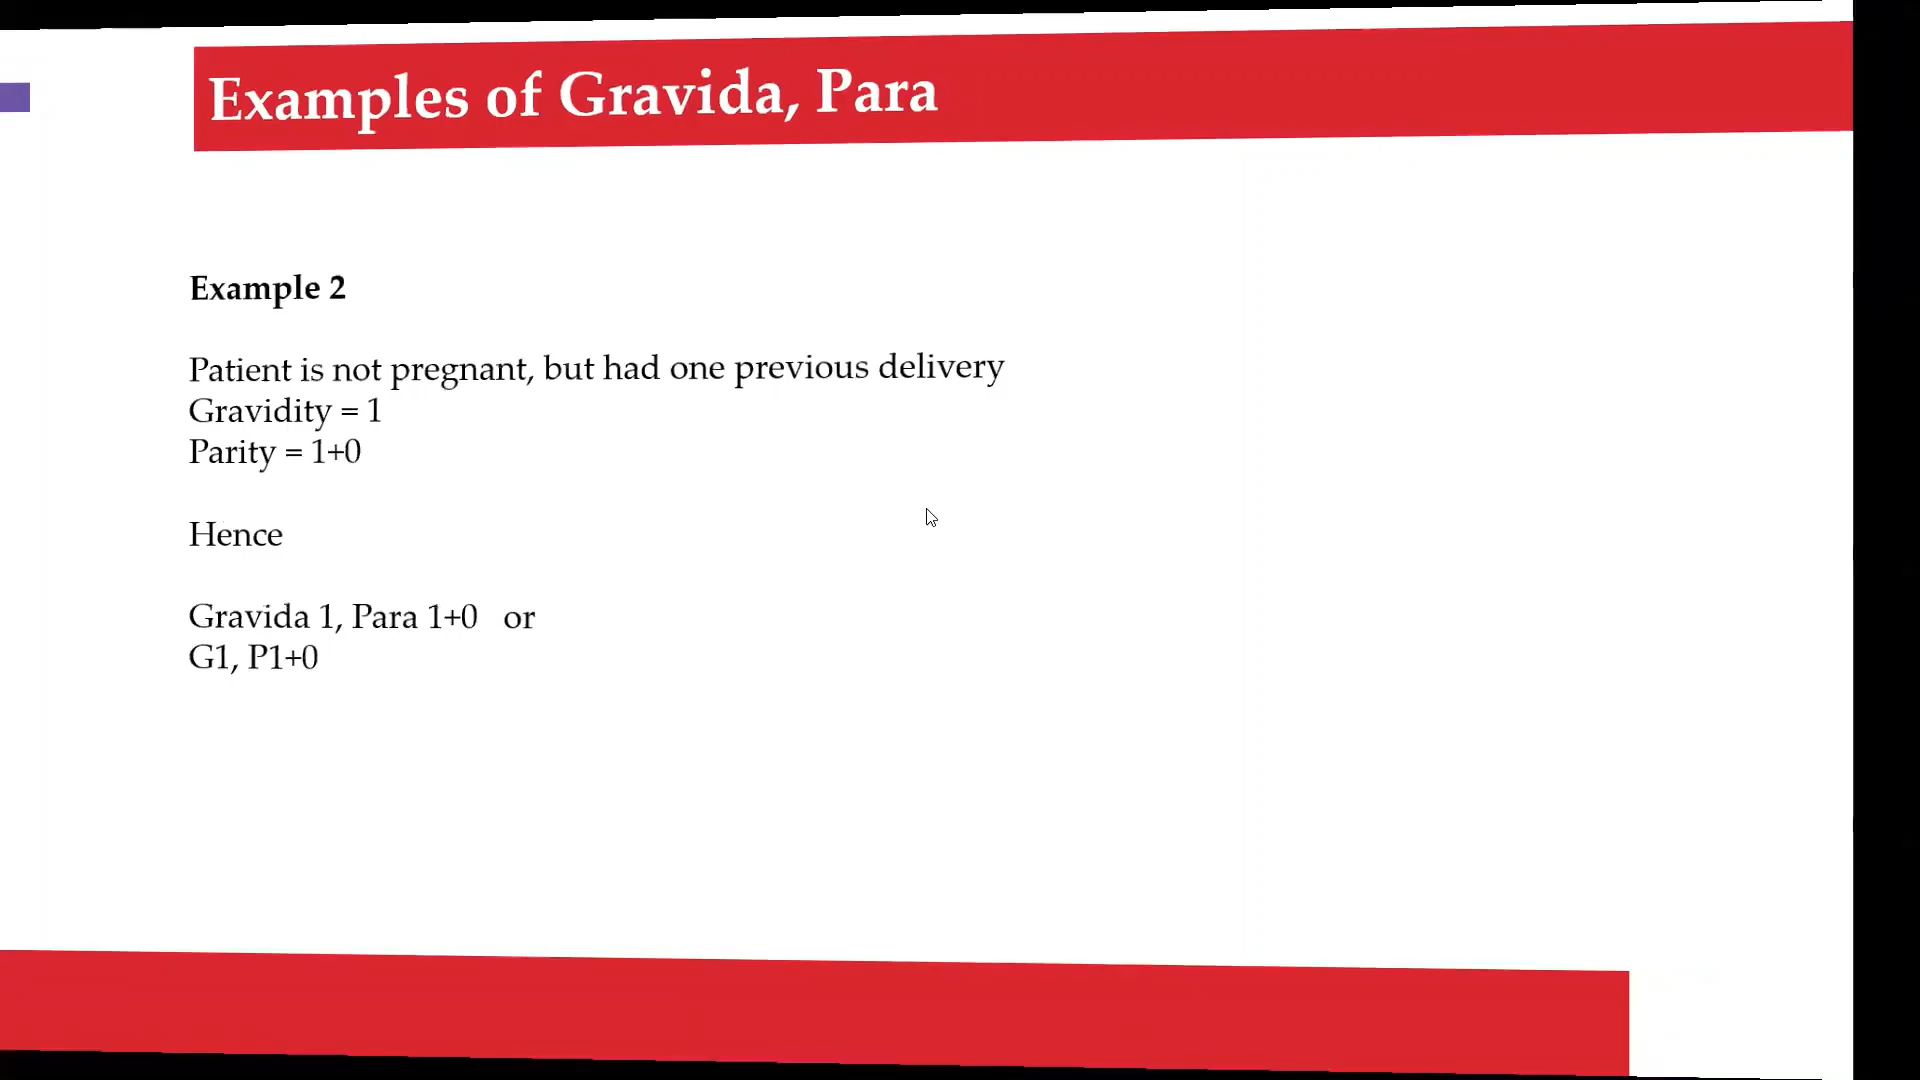 Examples of Gravida, Para
Example 2
Patient is not pregnant, but had one previous delivery
Gravidity = 1
Parity = 1+0
Hence
Gravida 1, Para 1+0 or
G1, P1+0